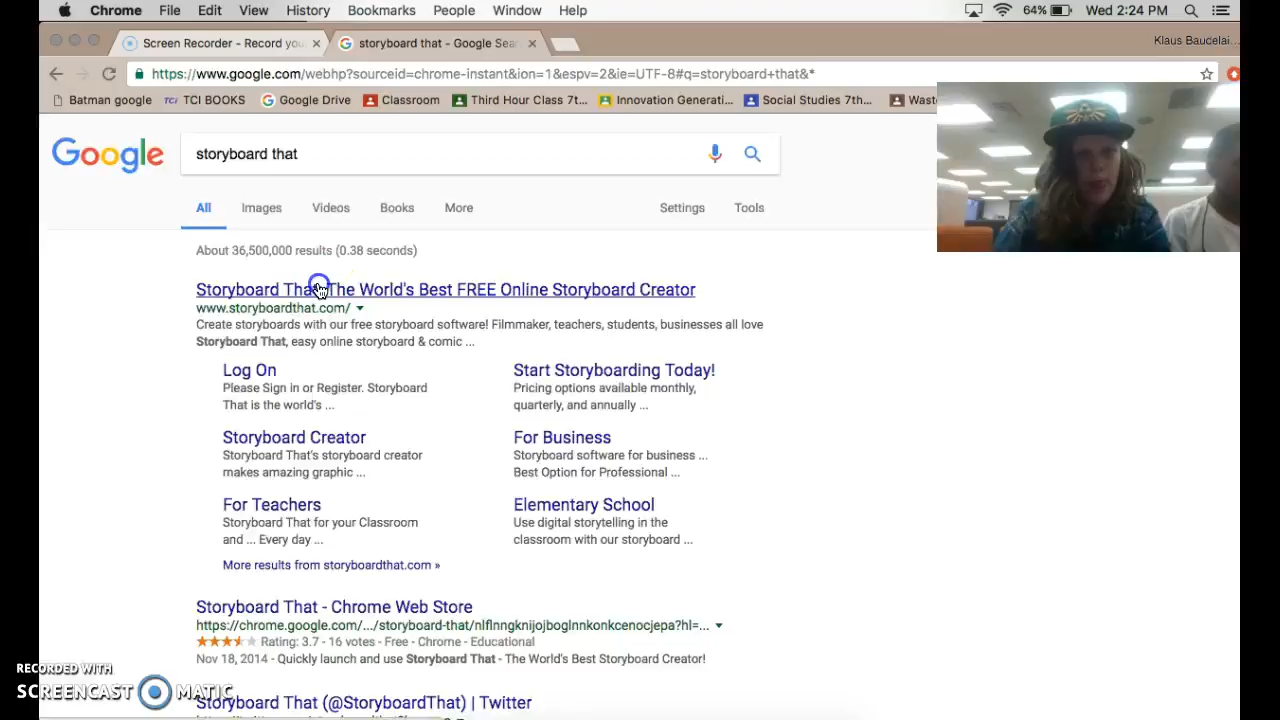 Chrome File Edit View History Bookmarks People Window Help 64% Wed 2:24 PM
Screen Recorder - Record you storyboard that - Google Sear Klaus Baudelai...
https://www.google.com/webhp?sourceid=chrome-instant&ion=1&espv=2&ie=UTF-8#q=storyboard+that&*
Batman google TCI BOOKS Google Drive Classroom Third Hour Class 7t... Innovation Generati... Social Studies 7th... Waste
Google storyboard that
All Images Videos Books More Settings Tools
About 36,500,000 results (0.38 seconds)
Storyboard That: The World's Best FREE Online Storyboard Creator
www.storyboardthat.com/
Create storyboards with our free storyboard software! Filmmaker, teachers, students, businesses all love
Storyboard That, easy online storyboard & comic ...
Log On Start Storyboarding Today!
Please Sign in or Register. Storyboard Pricing options available monthly,
That is the world's ... quarterly, and annually ...
Storyboard Creator For Business
Storyboard That's storyboard creator Storyboard software for business ...
makes amazing graphic ... Best Option for Professional ...
For Teachers Elementary School
Storyboard That for your Classroom Use digital storytelling in the
and ... Every day ... classroom with our storyboard ...
More results from storyboardthat.com »
Storyboard That - Chrome Web Store
https://chrome.google.com/.../storyboard-that/nlflnngknijojboglnnkonkcenocjepa?hl=...
Rating: 3.7 - 16 votes - Free - Chrome - Educational
Nov 18, 2014 - Quickly launch and use Storyboard That - The World's Best Storyboard Creator!
RECORDED WITH
SCREENCAST MATIC
Storyboard That (@StoryboardThat) | Twitter